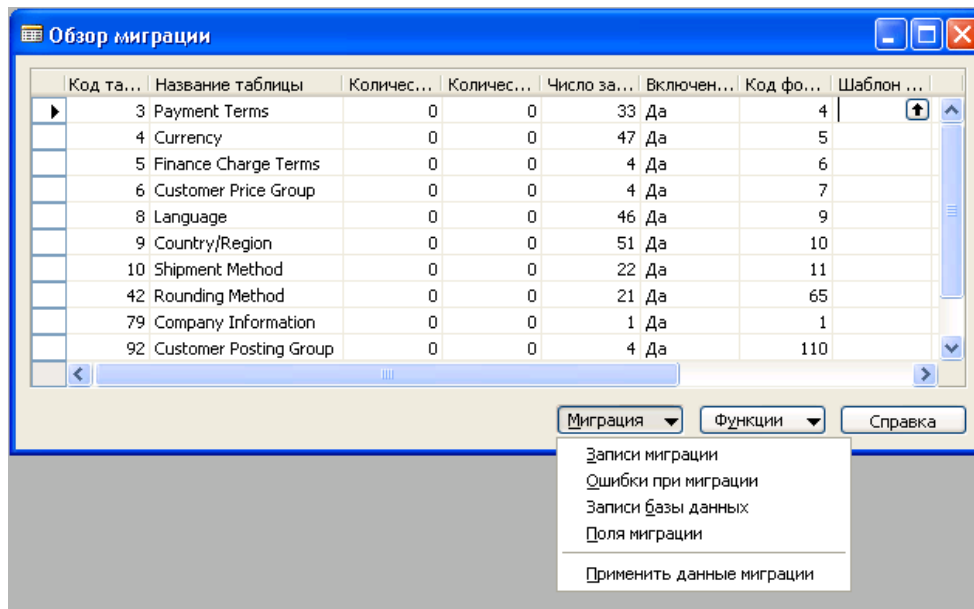 Обзор миграции
Код та... Название таблицы Количес... Количес... Число за... Включен... Код фо... Шаблон ...
3 Payment Terms 0 0 33 Да 4
4 Currency 0 0 47 Да 5
5 Finance Charge Terms 0 0 4 Да 6
6 Customer Price Group 0 0 4 Да 7
8 Language 0 0 46 Да 9
9 Country/Region 0 0 51 Да 10
10 Shipment Method 0 0 22 Да 11
42 Rounding Method 0 0 21 Да 65
79 Company Information 0 0 1 Да 1
92 Customer Posting Group 0 0 4 Да 110
Миграция Функции Справка
Записи миграции
Ошибки при миграции
Записи базы данных
Поля миграции
Применить данные миграции